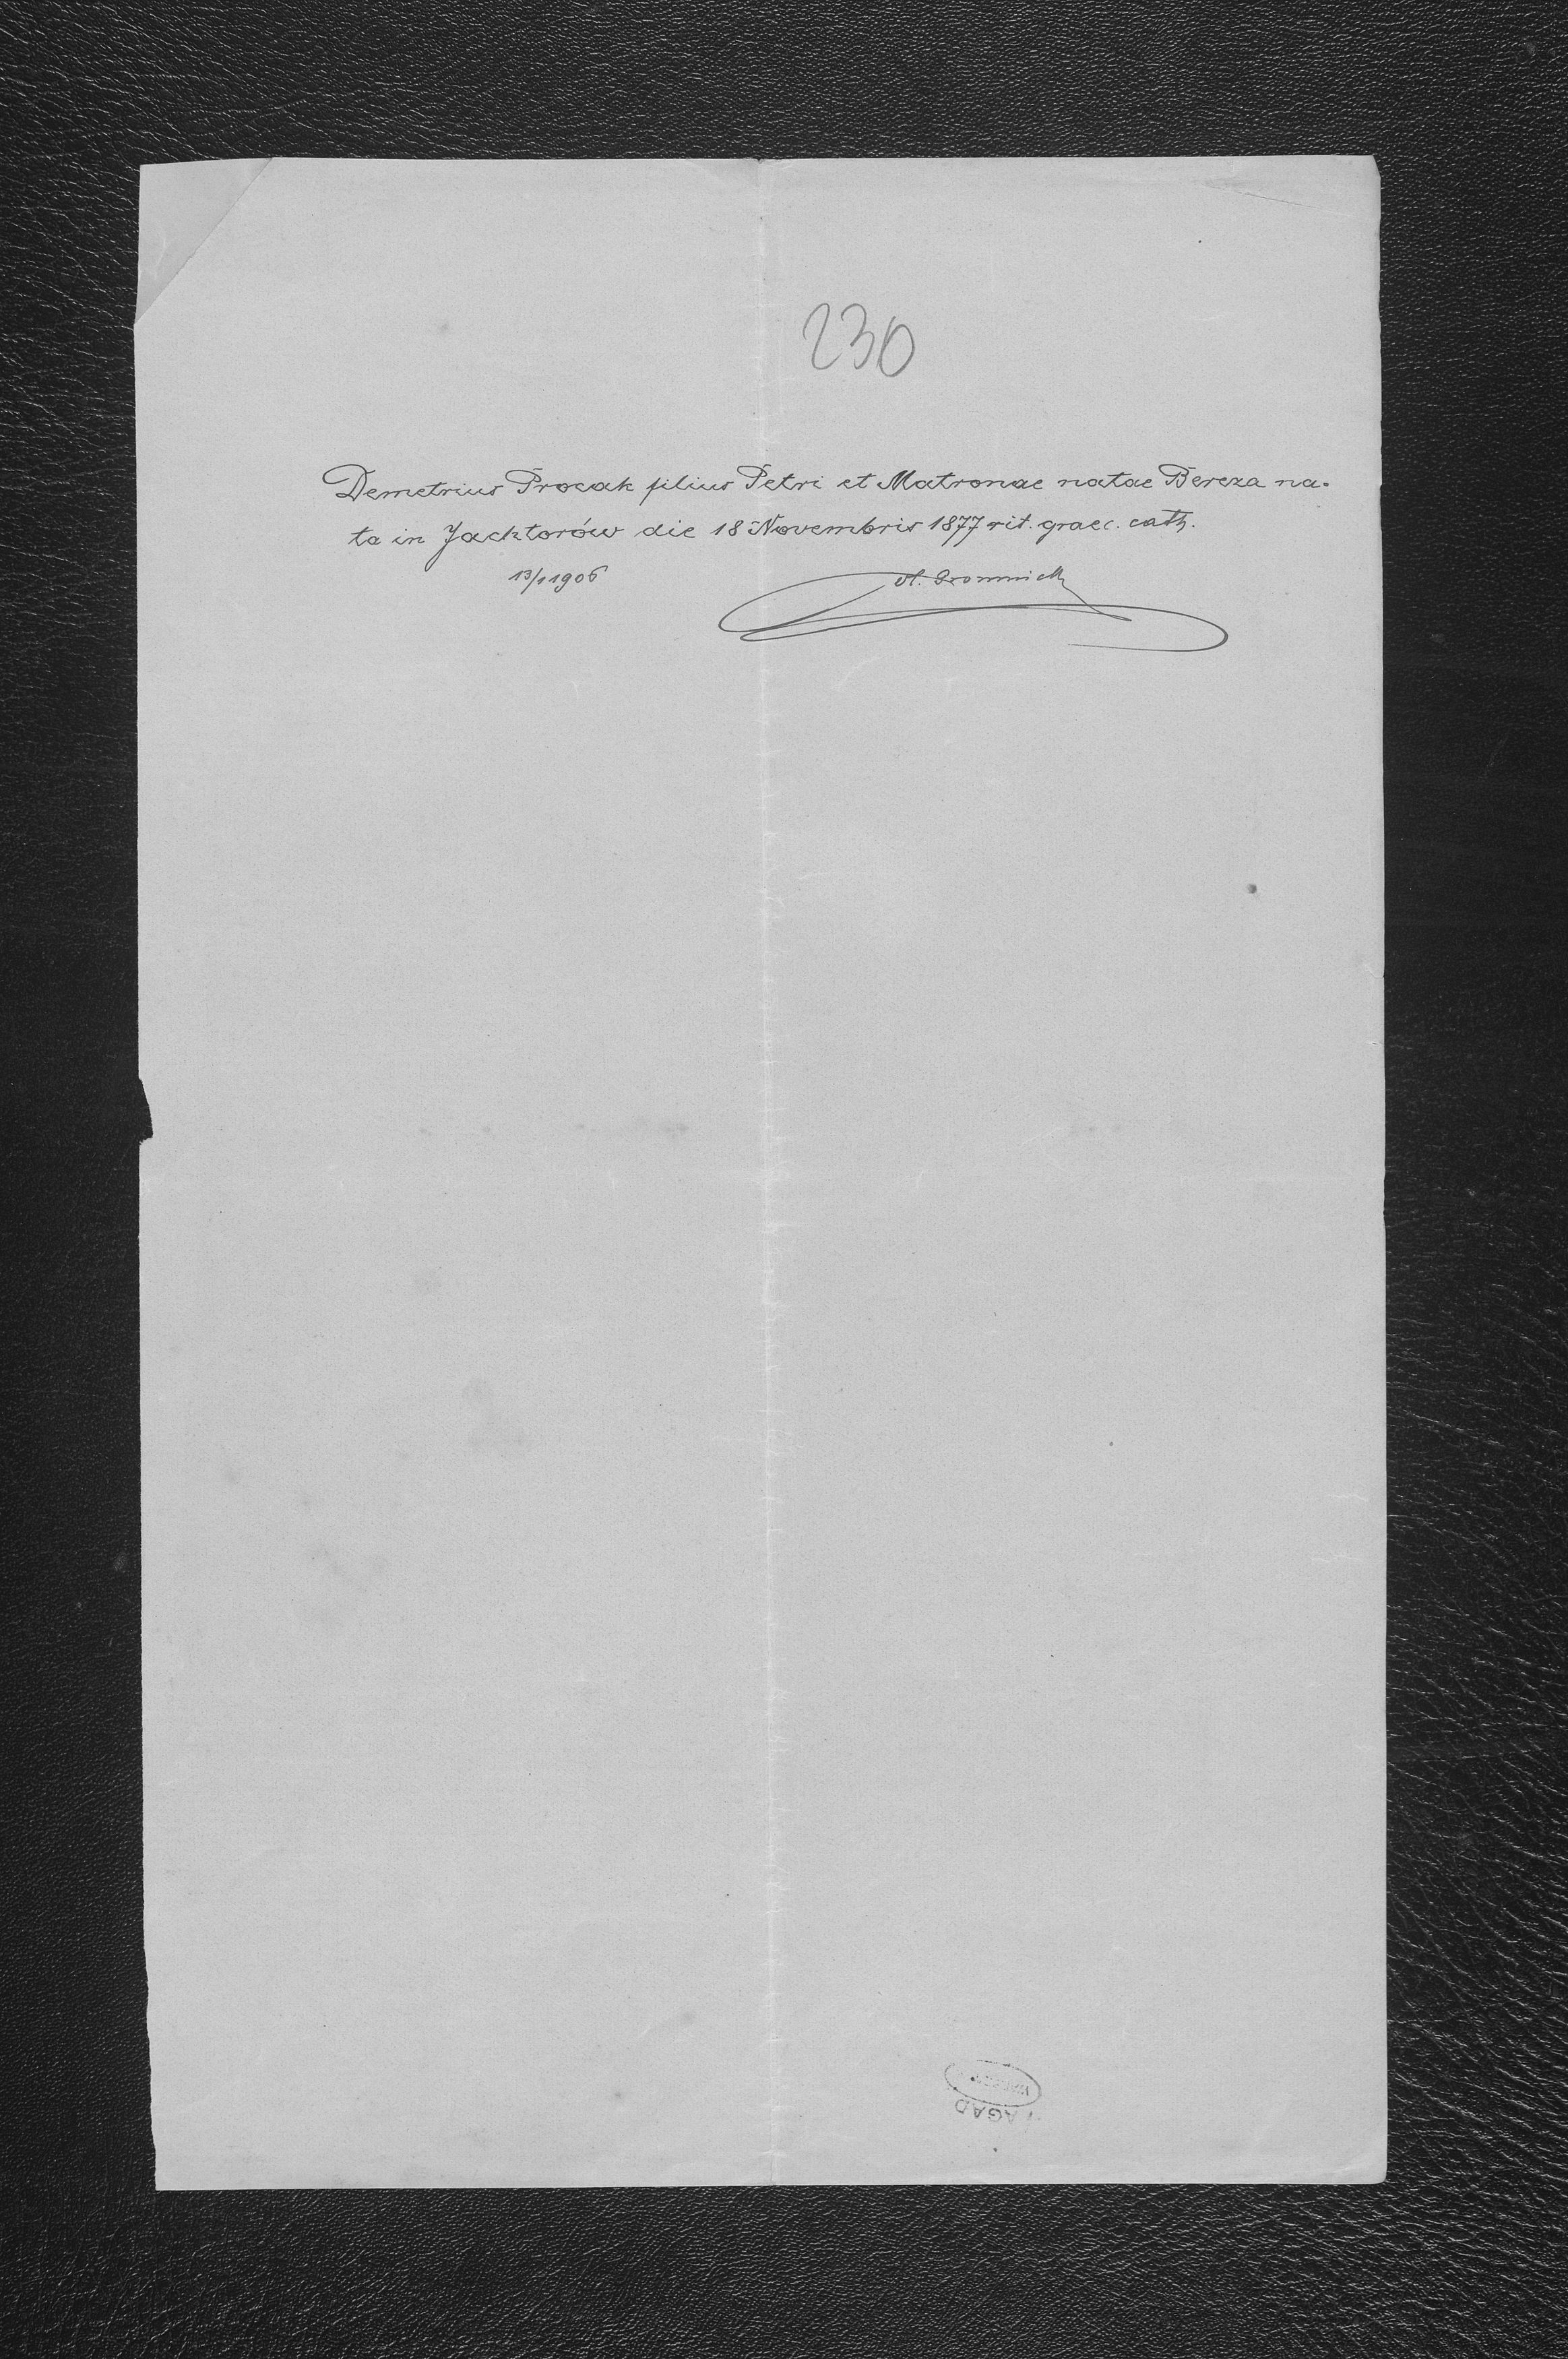 230
Demetrius Procak filius Petri et Matronae natae Bereza na-
ta in Jacktorów die 18 Novembris 1877 rit. graec. cath.
13/1 1906
AGAD